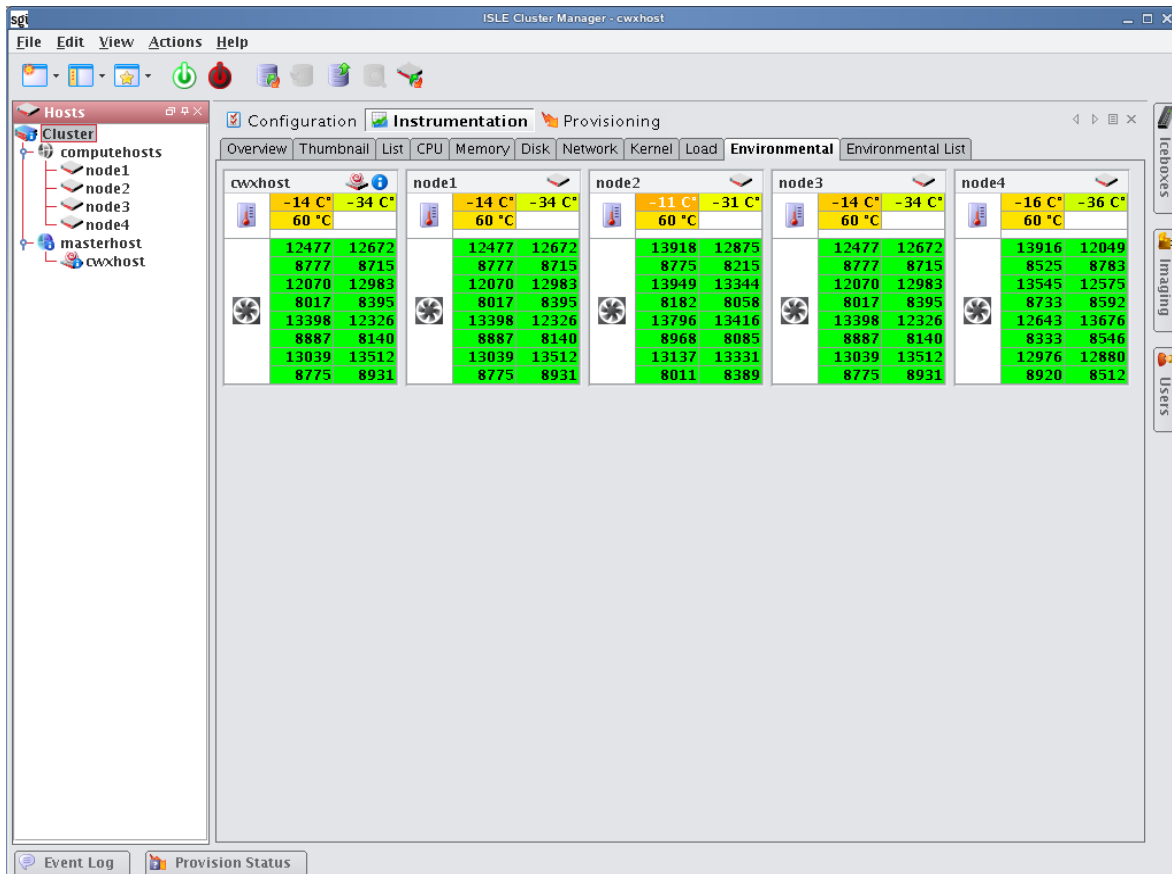 sgi ISLE Cluster Manager - cwxhost
File Edit View Actions Help
Hosts
Cluster
computehosts
node1
node2
node3
node4
masterhost
cwxhost
Configuration Instrumentation Provisioning
Overview Thumbnail List CPU Memory Disk Network Kernel Load Environmental Environmental List
cwxhost node1 node2 node3 node4
-14 C° -34 C° -14 C° -34 C° -11 C° -31 C° -14 C° -34 C° -16 C° -36 C°
60 °C 60 °C 60 °C 60 °C 60 °C
12477 12672 12477 12672 13918 12875 12477 12672 13916 12049
8777 8715 8777 8715 8775 8215 8777 8715 8525 8783
12070 12983 12070 12983 13949 13344 12070 12983 13545 12575
8017 8395 8017 8395 8182 8058 8017 8395 8733 8592
13398 12326 13398 12326 13796 13416 13398 12326 12643 13676
8887 8140 8887 8140 8968 8085 8887 8140 8333 8546
13039 13512 13039 13512 13137 13331 13039 13512 12976 12880
8775 8931 8775 8931 8011 8389 8775 8931 8920 8512
Iceboxes
Imaging
Users
Event Log Provision Status